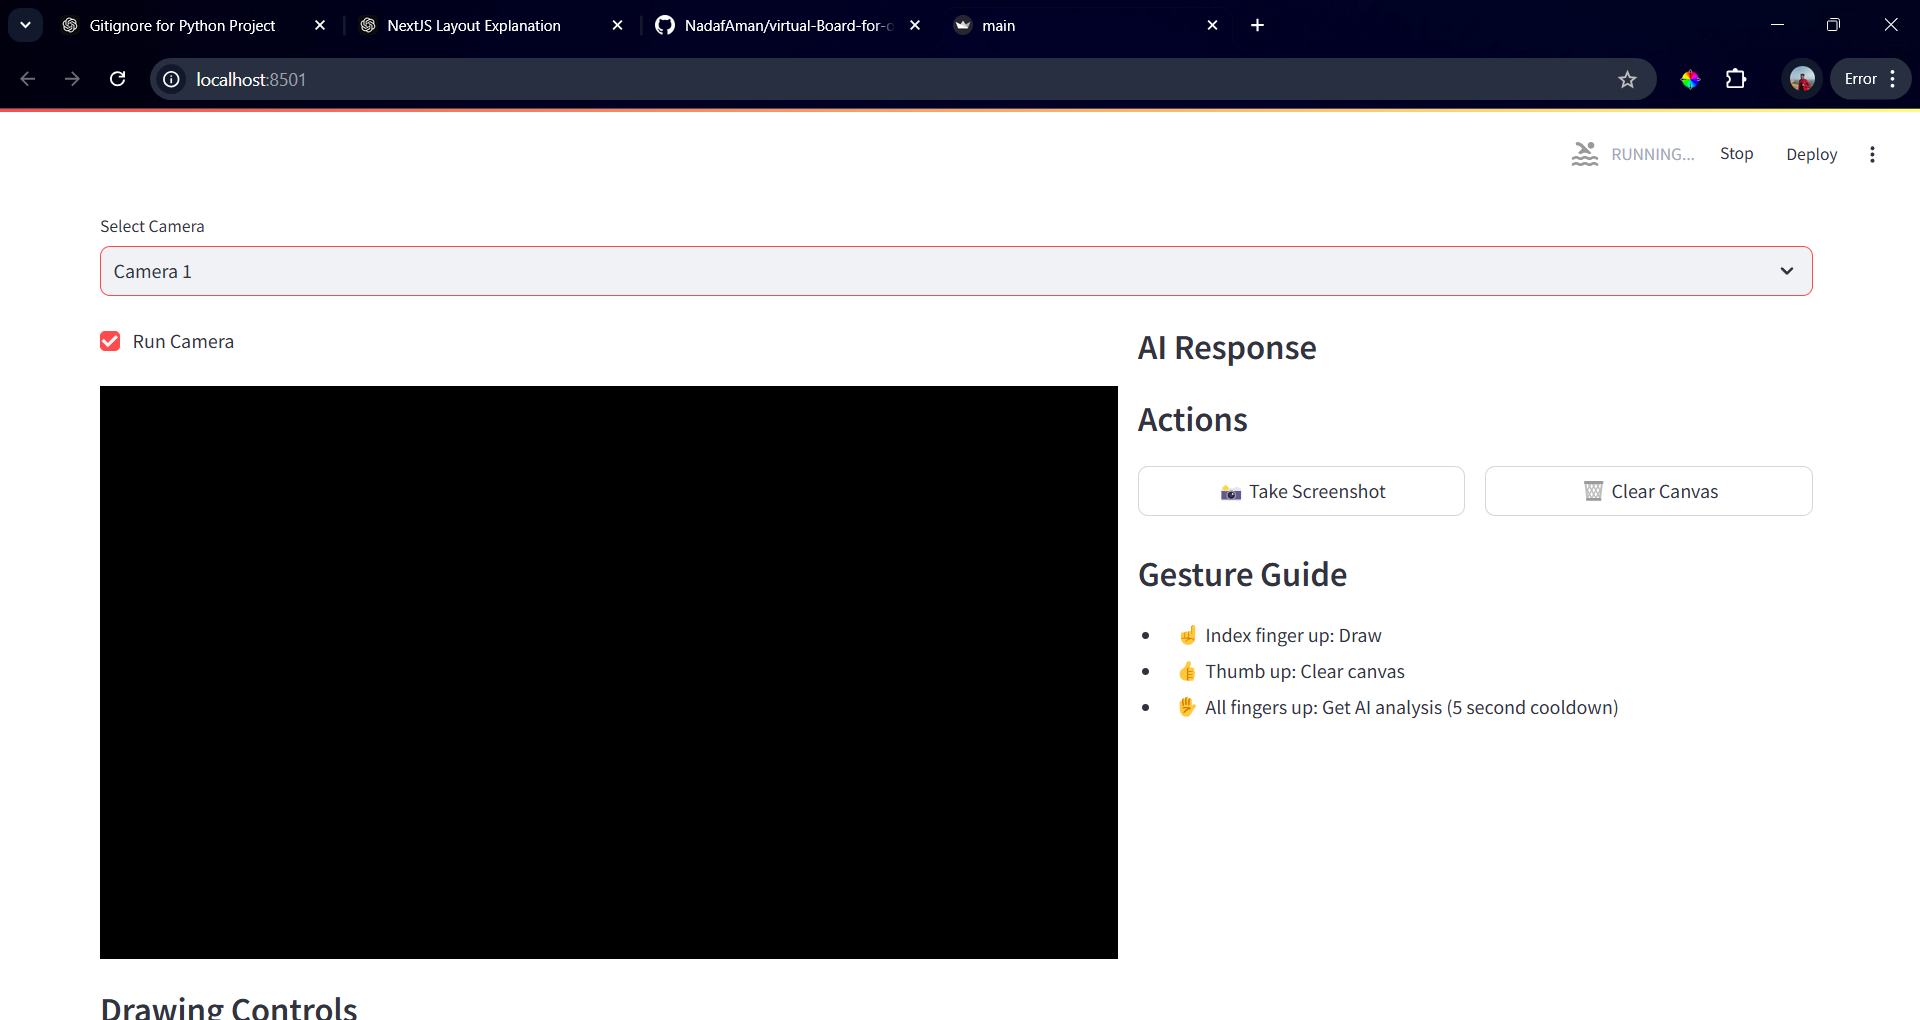 Gitignore for Python Project
NextJS Layout Explanation
NadafAman/virtual-Board-for-
main
localhost:8501
Error
RUNNING...
Stop
Deploy
Select Camera
Camera 1
Run Camera
AI Response
Actions
Take Screenshot
Clear Canvas
Gesture Guide
• ☝ Index finger up: Draw
• 👍 Thumb up: Clear canvas
• ✋ All fingers up: Get AI analysis (5 second cooldown)
Drawing Controls